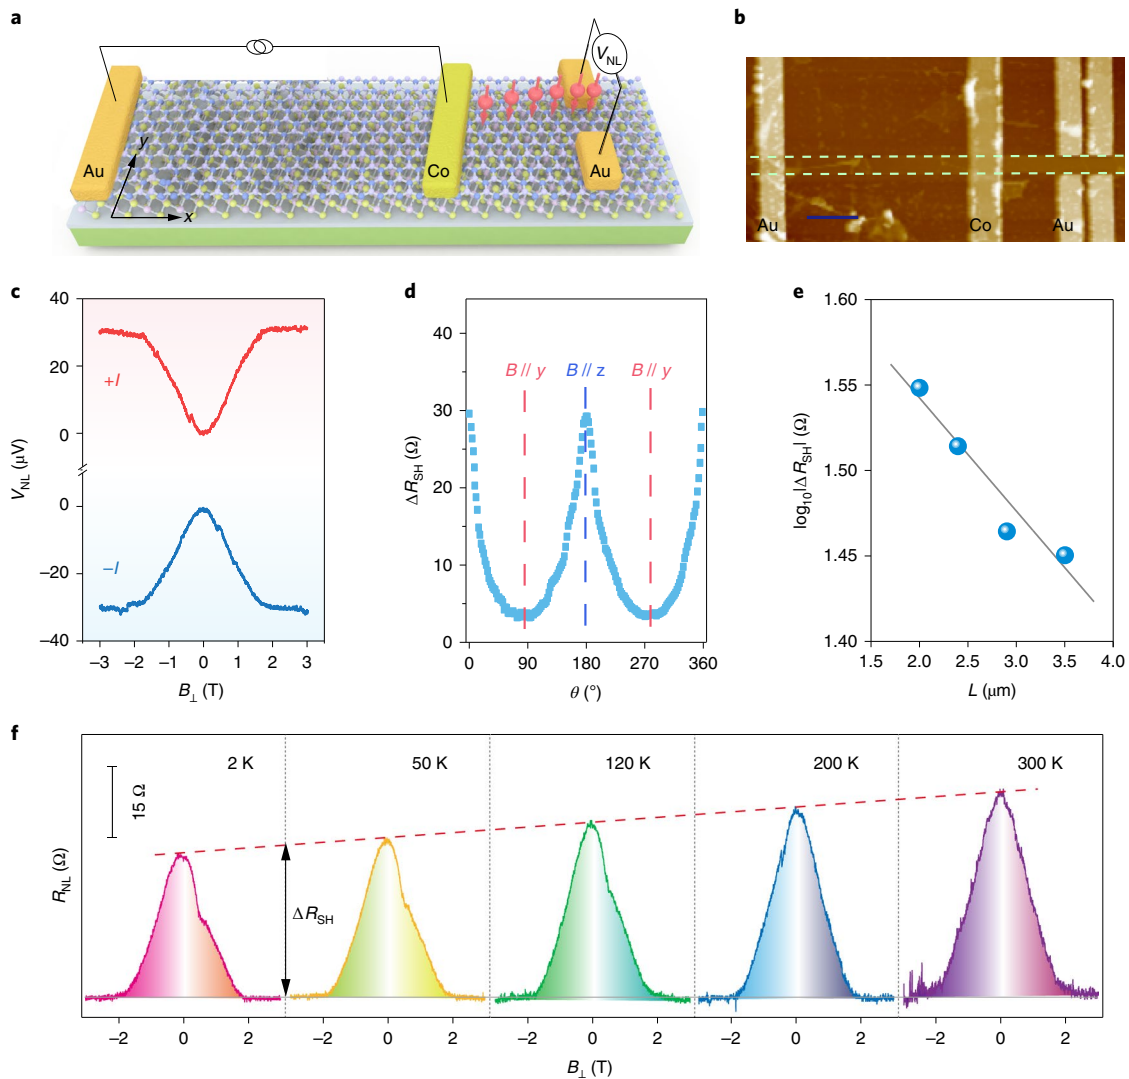 a
V_NL
Au
y
x
Co
Au
b
Au
Co
Au
c
40
20
0
0
−20
−40
+I
−I
V_NL (μV)
−3 −2 −1 0 1 2 3
B⊥ (T)
d
40
30
20
10
0
B // y B // z B // y
ΔR_SH (Ω)
0 90 180 270 360
θ (°)
e
1.60
1.55
1.50
1.45
1.40
log₁₀|ΔR_SH| (Ω)
1.5 2.0 2.5 3.0 3.5 4.0
L (μm)
f
2 K 50 K 120 K 200 K 300 K
15 Ω
R_NL (Ω)
ΔR_SH
−2 0 2 −2 0 2 −2 0 2 −2 0 2 −2 0 2
B⊥ (T)